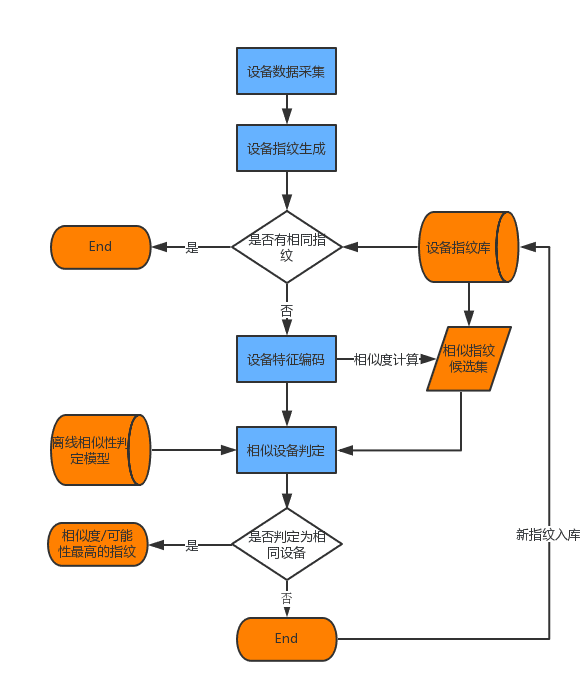 设备数据采集
设备指纹生成
是否有相同指
纹
是
End
设备指纹库
否
设备特征编码
相似度计算
相似指纹
候选集
离线相似性判
定模型
相似设备判定
是否判定为相
同设备
是
相似度/可能
性最高的指纹
新指纹入库
否
End